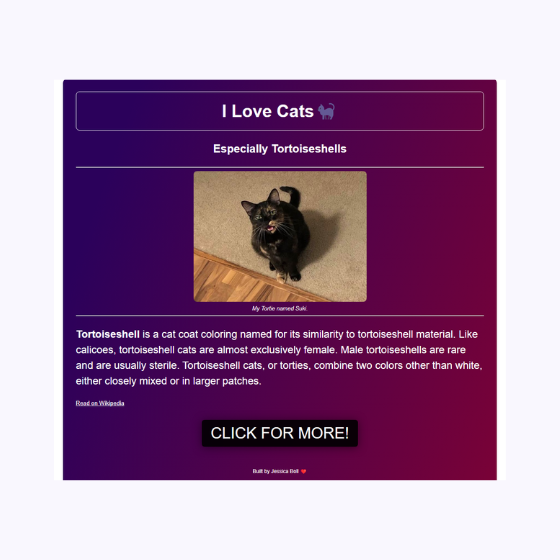 I Love Cats 🐈‍⬛
Especially Tortoiseshells
My Tortie named Suki.
Tortoiseshell is a cat coat coloring named for its similarity to tortoiseshell material. Like
calicoes, tortoiseshell cats are almost exclusively female. Male tortoiseshells are rare
and are usually sterile. Tortoiseshell cats, or torties, combine two colors other than white,
either closely mixed or in larger patches.
Read on Wikipedia
CLICK FOR MORE!
Built by Jessica Bell ❤️